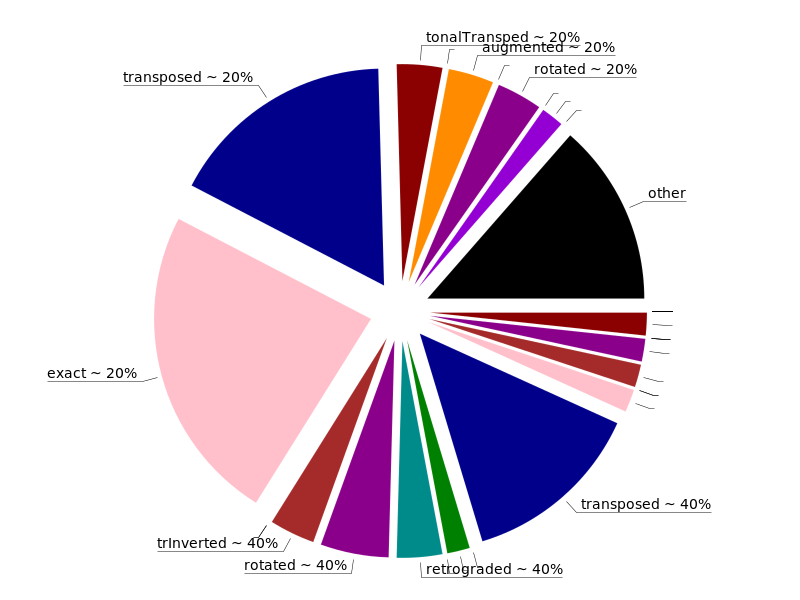 tonalTransped ~ 20%
augmented ~ 20%
rotated ~ 20%
transposed ~ 20%
other
exact ~ 20%
transposed ~ 40%
trInverted ~ 40%
rotated ~ 40%
retrograded ~ 40%